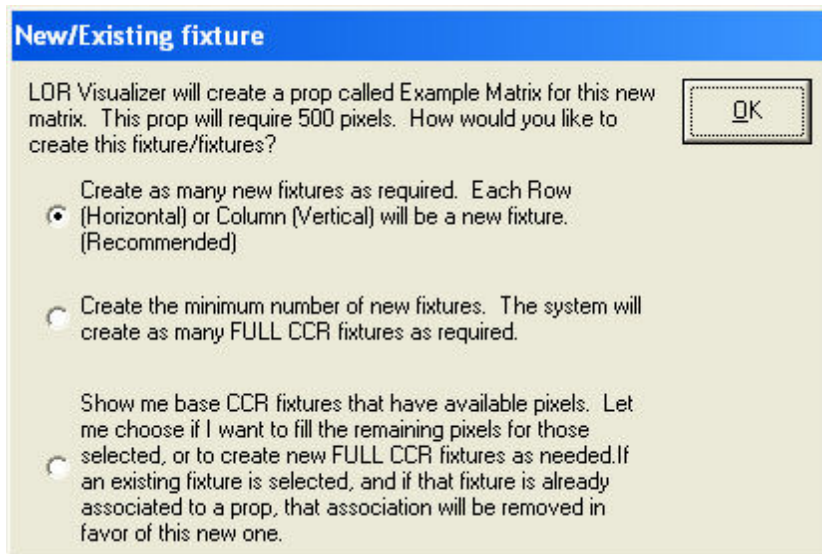 New/Existing fixture
LOR Visualizer will create a prop called Example Matrix for this new
matrix.  This prop will require 500 pixels.  How would you like to
create this fixture/fixtures?
OK
Create as many new fixtures as required.  Each Row
(Horizontal) or Column (Vertical) will be a new fixture.
(Recommended)
Create the minimum number of new fixtures.  The system will
create as many FULL CCR fixtures as required.
Show me base CCR fixtures that have available pixels.  Let
me choose if I want to fill the remaining pixels for those
selected, or to create new FULL CCR fixtures as needed.If
an existing fixture is selected, and if that fixture is already
associated to a prop, that association will be removed in
favor of this new one.